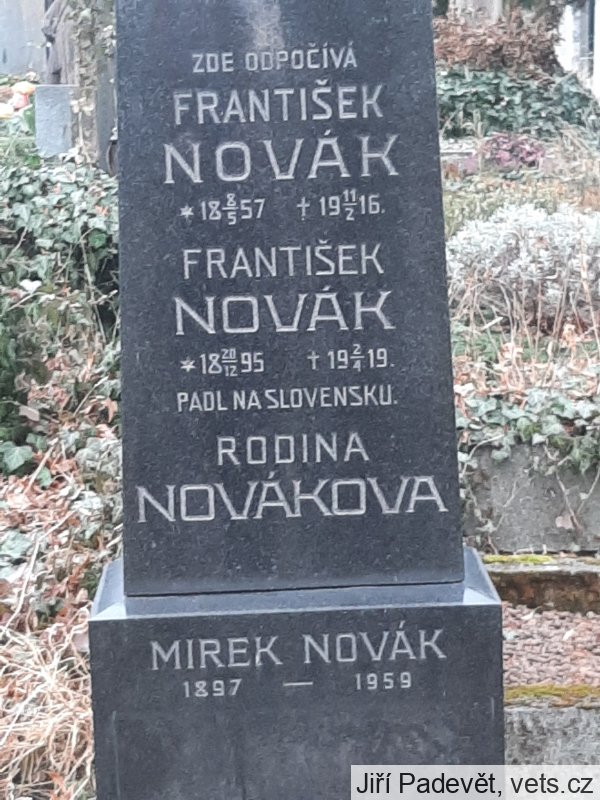 ZDE ODPOČÍVÁ
FRANTIŠEK
NOVÁK
* 18 8/5 57 † 19 11/2 16.
FRANTIŠEK
NOVÁK
* 18 20/12 95 † 19 2/4 19.
PADL NA SLOVENSKU.
RODINA
NOVÁKOVA
MIREK NOVÁK
1897 — 1959
Jiří Padevět, vets.cz